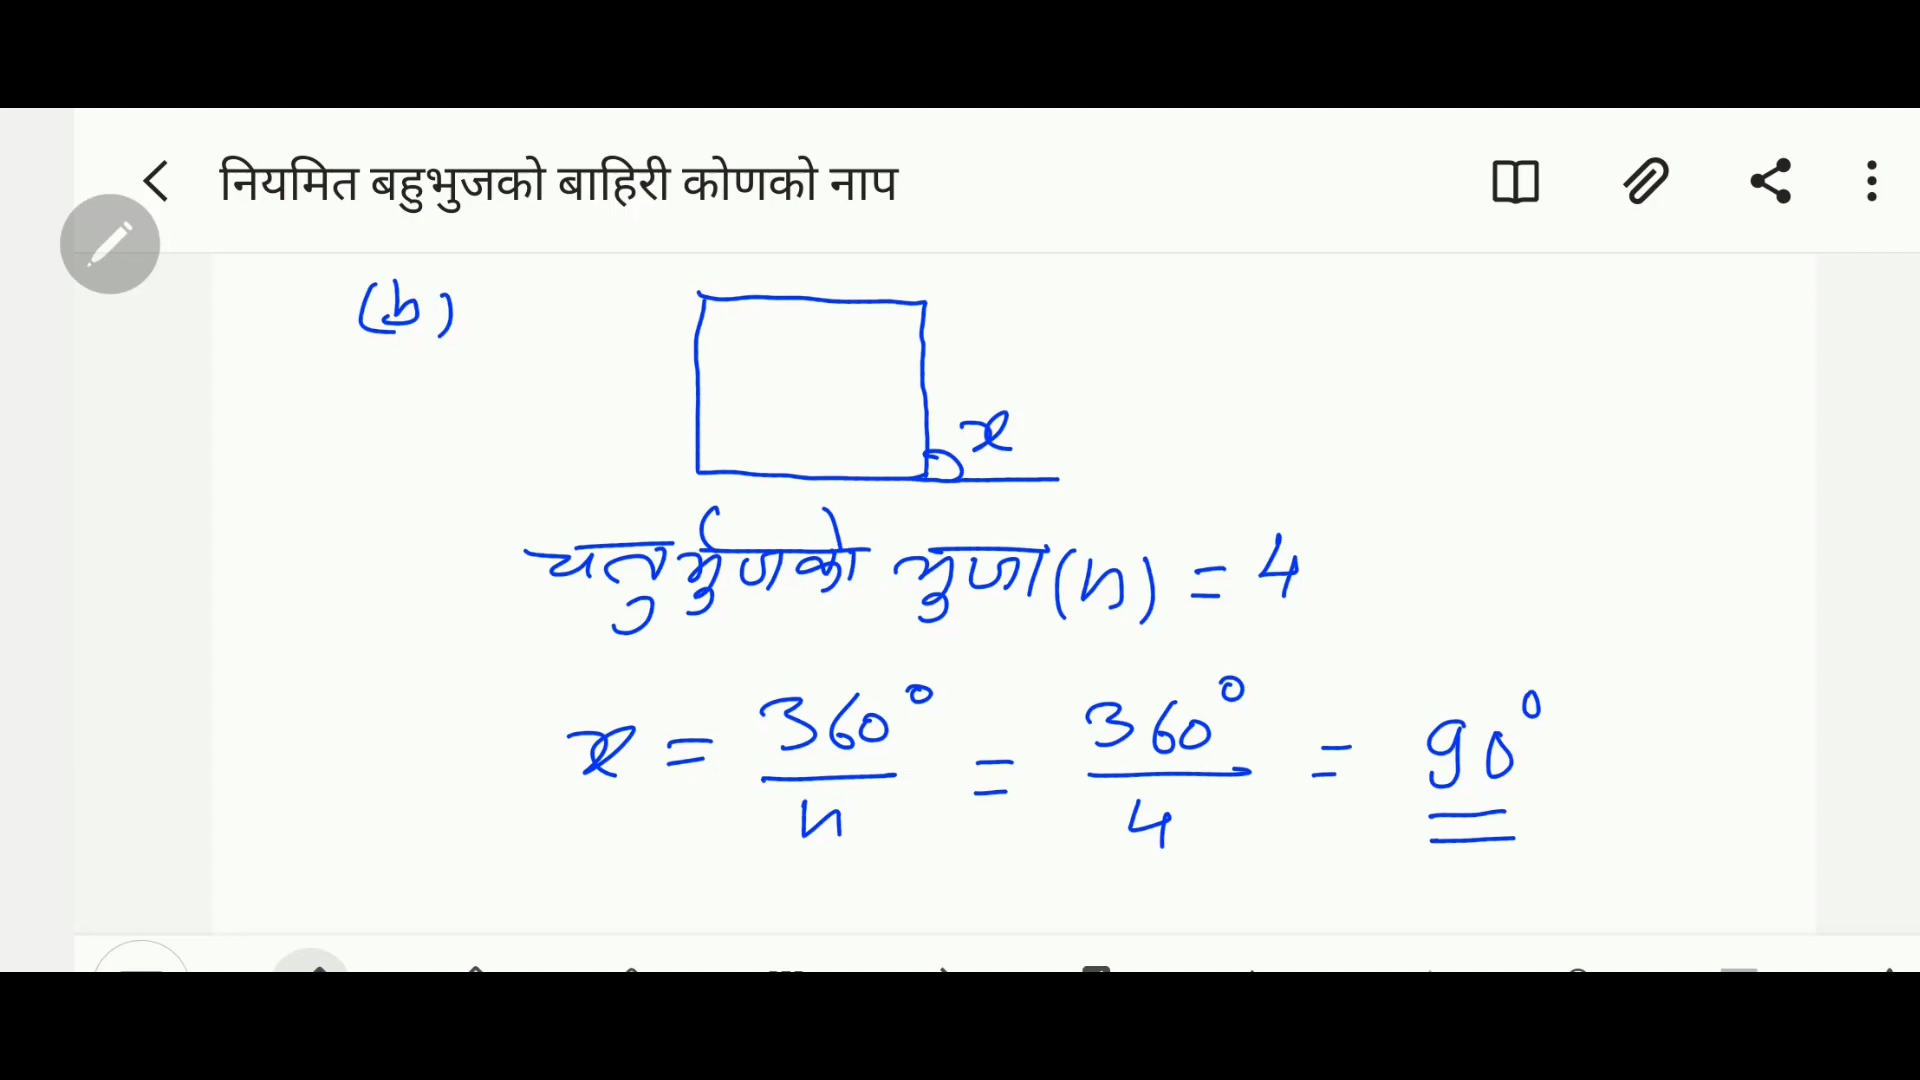 नियमित बहुभुजको बाहिरी कोणको नाप
(b)
x
चतुर्भुजको भुजा (n) = 4
x = 360° / n = 360° / 4 = 90°